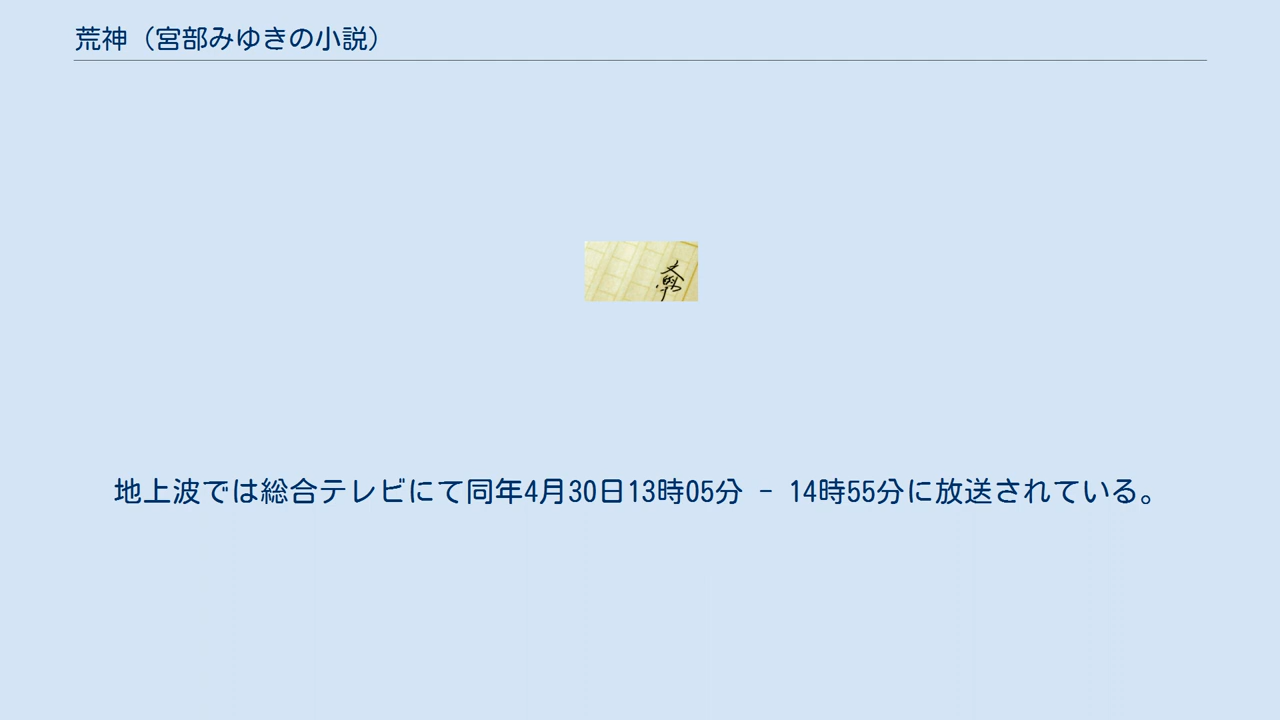 荒神（宮部みゆきの小説）
地上波では総合テレビにて同年4月30日13時05分 - 14時55分に放送されている。